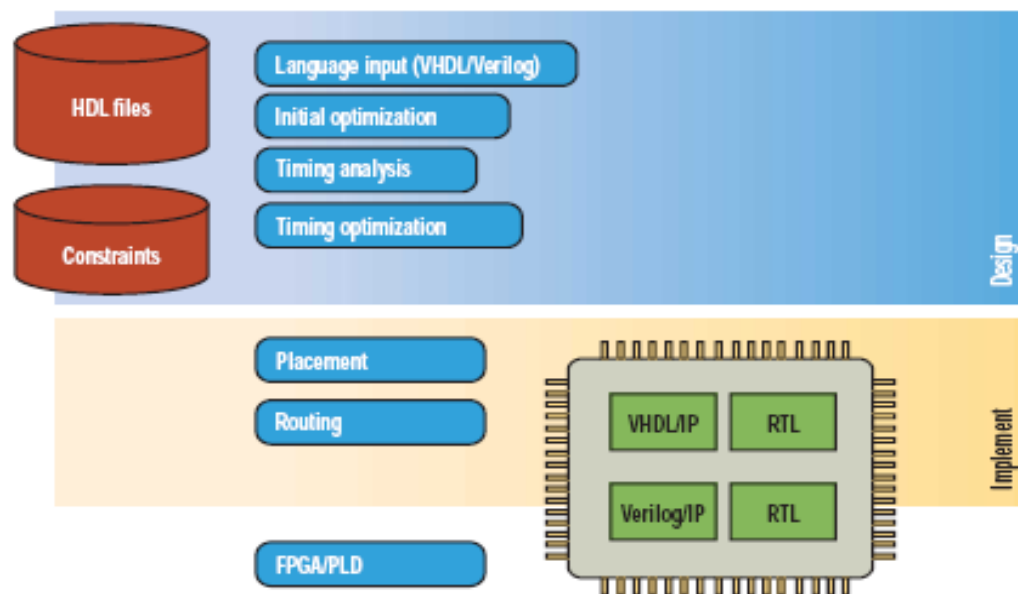 HDL files
Constraints
Language input (VHDL/Verilog)
Initial optimization
Timing analysis
Timing optimization
Design
Placement
Routing
FPGA/PLD
VHDL/IP
RTL
Verilog/IP
RTL
Implement